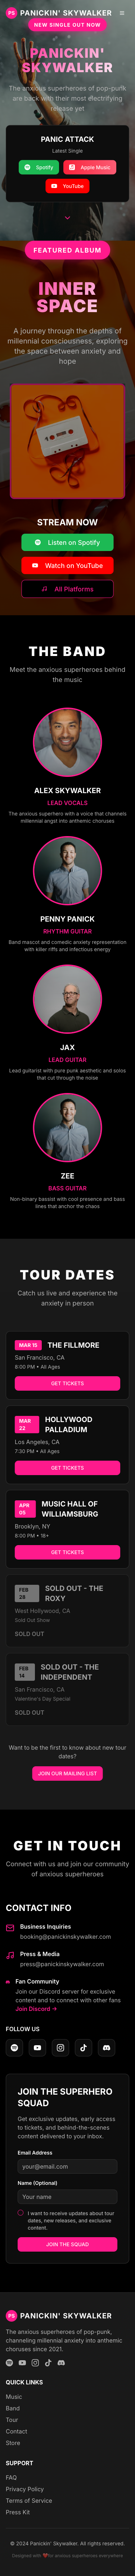 PS PANICKIN' SKYWALKER
NEW SINGLE OUT NOW
PANICKIN'
SKYWALKER
The anxious superheroes of pop-punk
are back with their most electrifying
release yet
PANIC ATTACK
Latest Single
Spotify
Apple Music
YouTube
FEATURED ALBUM
INNER
SPACE
A journey through the depths of
millennial consciousness, exploring
the space between anxiety and
hope
STREAM NOW
Listen on Spotify
Watch on YouTube
All Platforms
THE BAND
Meet the anxious superheroes behind
the music
ALEX SKYWALKER
LEAD VOCALS
The anxious superhero with a voice that channels
millennial angst into anthemic choruses
PENNY PANICK
RHYTHM GUITAR
Band mascot and comedic anxiety representation
with killer riffs and infectious energy
JAX
LEAD GUITAR
Lead guitarist with pure punk aesthetic and solos
that cut through the noise
ZEE
BASS GUITAR
Non-binary bassist with cool presence and bass
lines that anchor the chaos
TOUR DATES
Catch us live and experience the
anxiety in person
MAR 15
THE FILLMORE
San Francisco, CA
8:00 PM • All Ages
GET TICKETS
MAR
22
HOLLYWOOD
PALLADIUM
Los Angeles, CA
7:30 PM • All Ages
GET TICKETS
APR
05
MUSIC HALL OF
WILLIAMSBURG
Brooklyn, NY
8:00 PM • 18+
GET TICKETS
FEB
28
SOLD OUT - THE
ROXY
West Hollywood, CA
Sold Out Show
SOLD OUT
FEB
14
SOLD OUT - THE
INDEPENDENT
San Francisco, CA
Valentine's Day Special
SOLD OUT
Want to be the first to know about new tour
dates?
JOIN OUR MAILING LIST
GET IN TOUCH
Connect with us and join our community
of anxious superheroes
CONTACT INFO
Business Inquiries
booking@panickinskywalker.com
Press & Media
press@panickinskywalker.com
Fan Community
Join our Discord server for exclusive
content and to connect with other fans
Join Discord →
FOLLOW US
JOIN THE SUPERHERO
SQUAD
Get exclusive updates, early access
to tickets, and behind-the-scenes
content delivered to your inbox.
Email Address
your@email.com
Name (Optional)
Your name
I want to receive updates about tour
dates, new releases, and exclusive
content.
JOIN THE SQUAD
PS PANICKIN' SKYWALKER
The anxious superheroes of pop-punk,
channeling millennial anxiety into anthemic
choruses since 2021.
QUICK LINKS
Music
Band
Tour
Contact
Store
SUPPORT
FAQ
Privacy Policy
Terms of Service
Press Kit
© 2024 Panickin' Skywalker. All rights reserved.
Designed with ❤️ for anxious superheroes everywhere